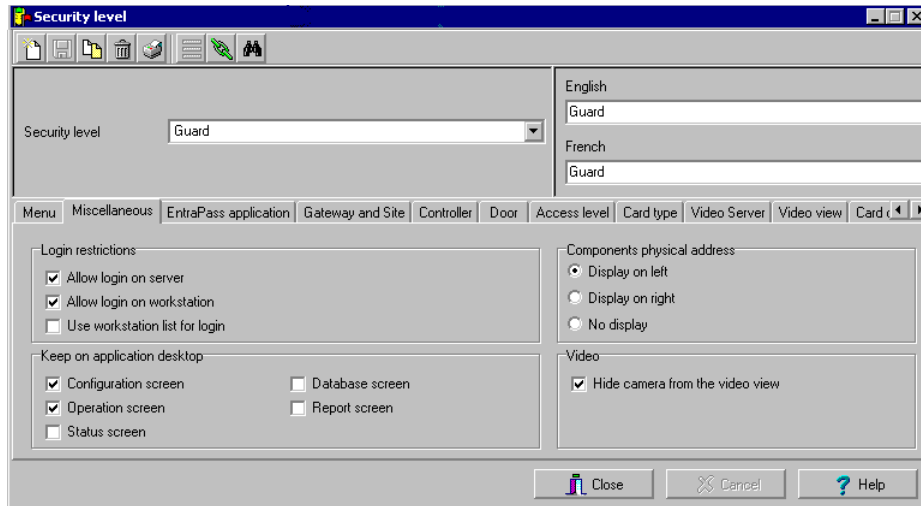 Security level
English
Guard
Security level Guard
French
Guard
Menu Miscellaneous EntraPass application Gateway and Site Controller Door Access level Card type Video Server Video view Card
Login restrictions
Allow login on server
Allow login on workstation
Use workstation list for login
Components physical address
Display on left
Display on right
No display
Keep on application desktop
Configuration screen Database screen
Operation screen Report screen
Status screen
Video
Hide camera from the video view
Close Cancel Help